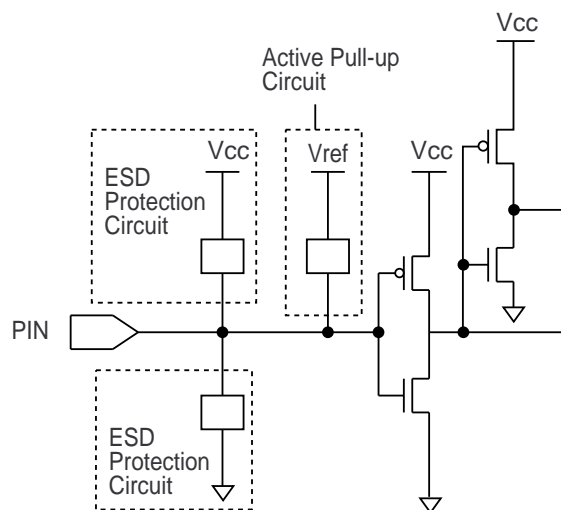 Active Pull-up
Circuit
Vcc
Vcc
Vref
Vcc
ESD
Protection
Circuit
PIN
ESD
Protection
Circuit